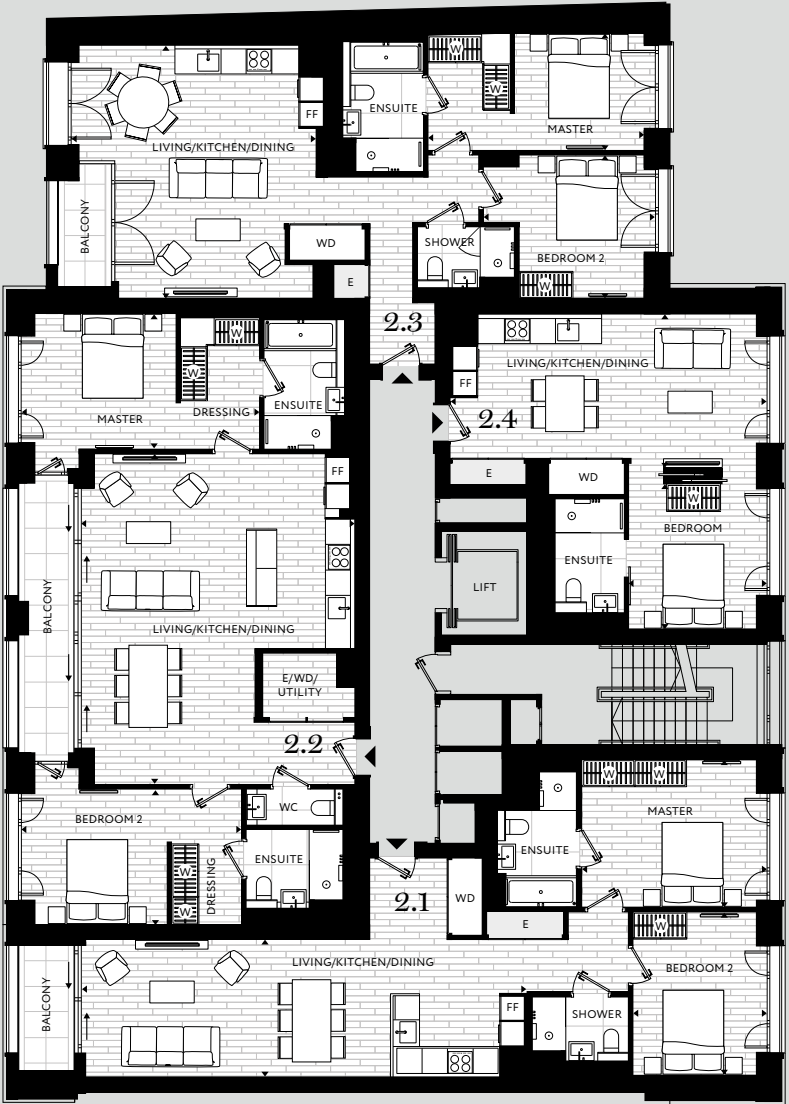 W
ENSUITE
W
FF
MASTER
LIVING/KITCHEN/DINING
BALCONY
WD
SHOWER
BEDROOM 2
E
W
2.3
W
W
MASTER
DRESSING
ENSUITE
LIVING/KITCHEN/DINING
FF
2.4
FF
E
WD
W
BEDROOM
ENSUITE
LIFT
BALCONY
LIVING/KITCHEN/DINING
E/WD/
UTILITY
2.2
BEDROOM 2
WC
W
DRESSING
W
ENSUITE
W
W
MASTER
ENSUITE
2.1
WD
E
W
BEDROOM 2
LIVING/KITCHEN/DINING
BALCONY
FF
SHOWER